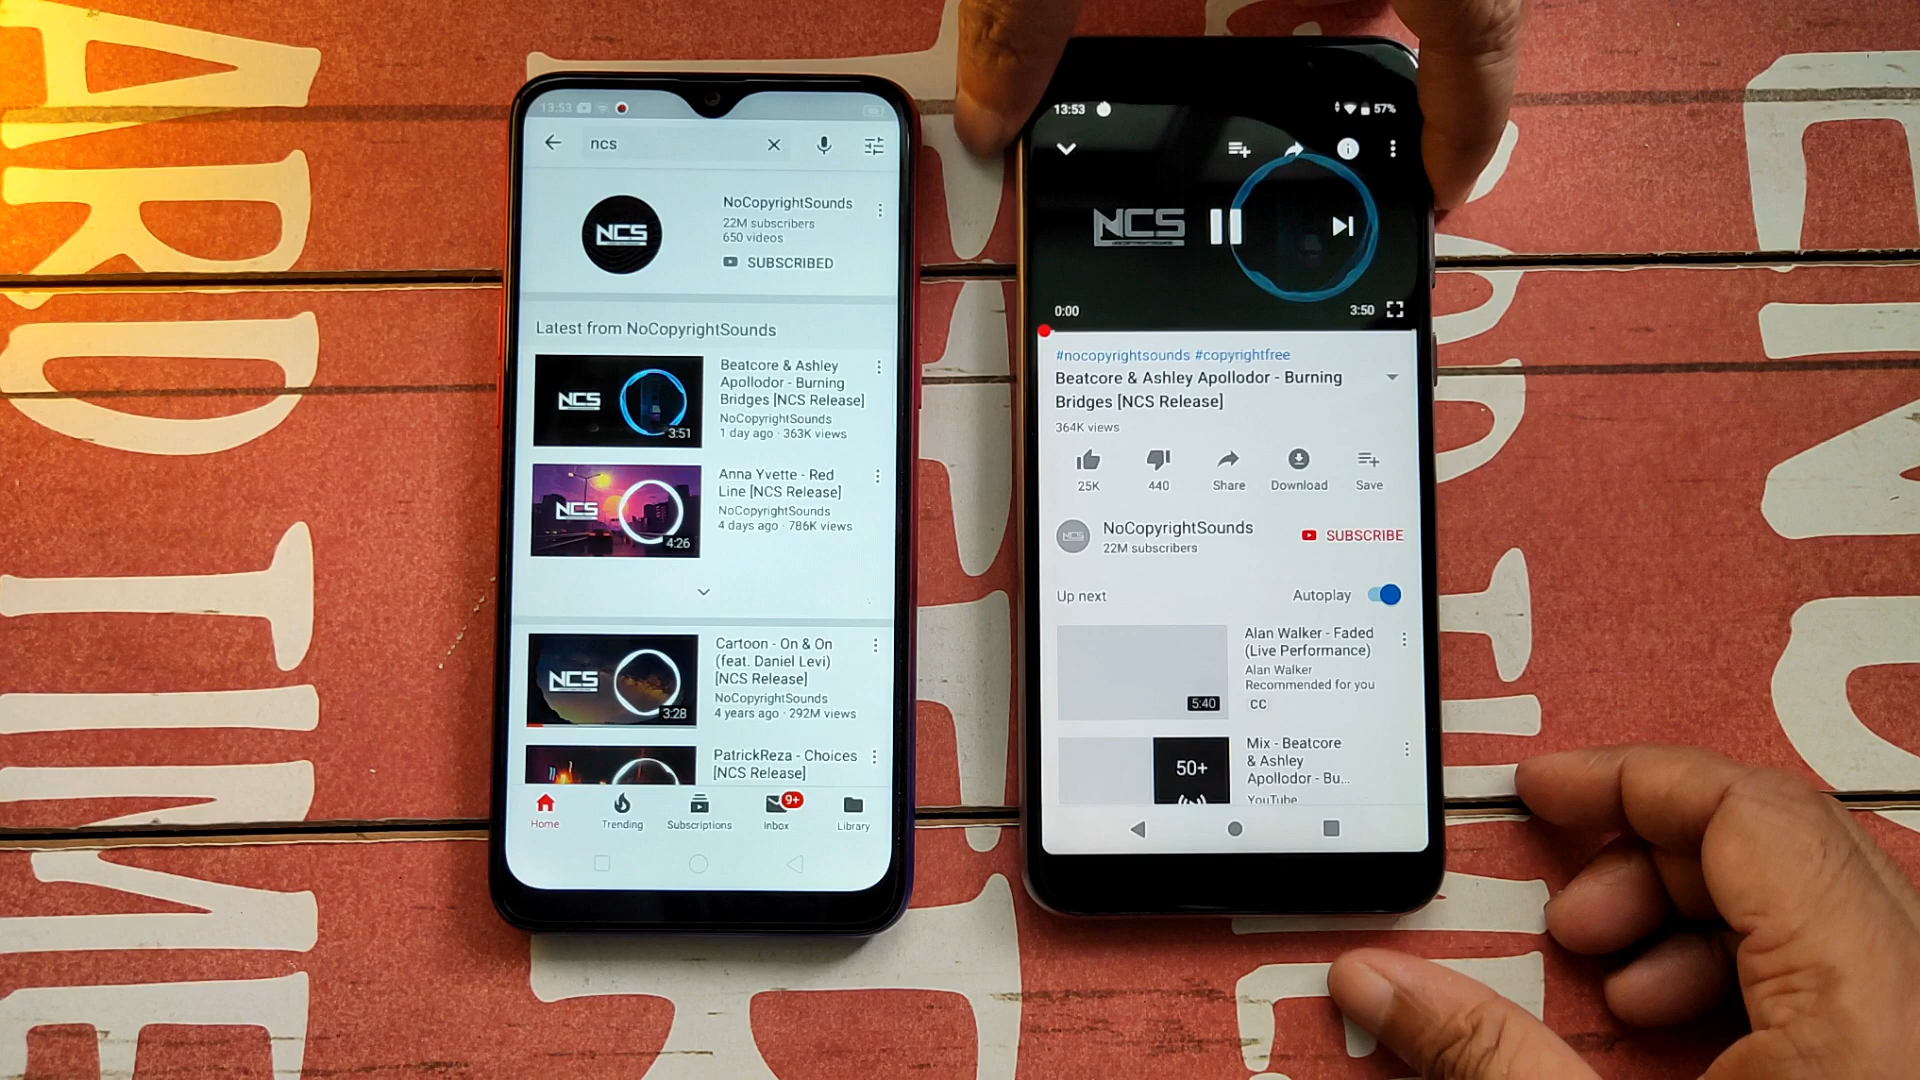 13:53
ncs
NCS
NoCopyrightSounds
22M subscribers
650 videos
SUBSCRIBED
Latest from NoCopyrightSounds
NCS
3:51
Beatcore & Ashley
Apollodor - Burning
Bridges [NCS Release]
NoCopyrightSounds
1 day ago · 363K views
NCS
4:26
Anna Yvette - Red
Line [NCS Release]
NoCopyrightSounds
4 days ago · 786K views
NCS
3:28
Cartoon - On & On
(feat. Daniel Levi)
[NCS Release]
NoCopyrightSounds
4 years ago · 292M views
PatrickReza - Choices
[NCS Release]
9+
Home
Trending
Subscriptions
Inbox
Library
13:53
57%
NCS
0:00
3:50
#nocopyrightsounds #copyrightfree
Beatcore & Ashley Apollodor - Burning
Bridges [NCS Release]
364K views
25K
440
Share
Download
Save
NCS
NoCopyrightSounds
22M subscribers
SUBSCRIBE
Up next
Autoplay
5:40
Alan Walker - Faded
(Live Performance)
Alan Walker
Recommended for you
CC
50+
Mix - Beatcore
& Ashley
Apollodor - Bu...
YouTube